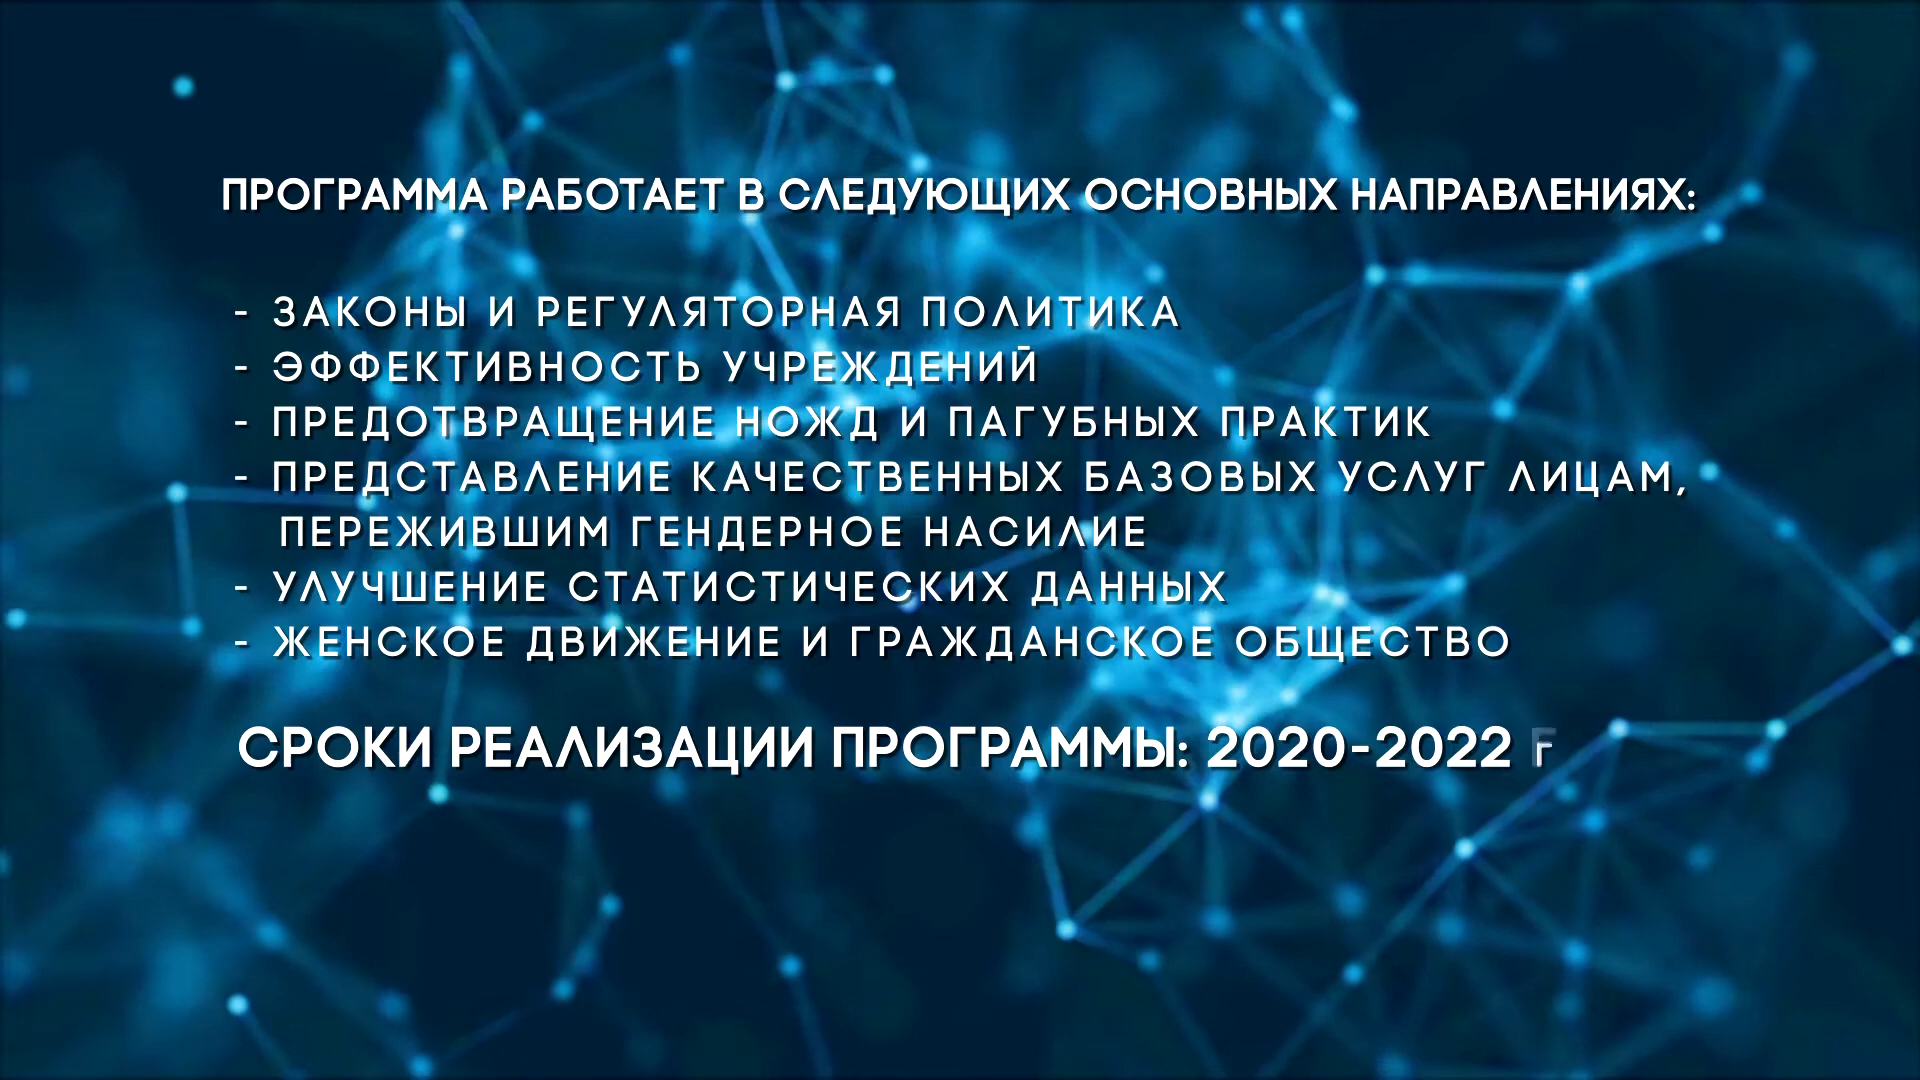 ПРОГРАММА РАБОТАЕТ В СЛЕДУЮЩИХ ОСНОВНЫХ НАПРАВЛЕНИЯХ:
- ЗАКОНЫ И РЕГУЛЯТОРНАЯ ПОЛИТИКА
- ЭФФЕКТИВНОСТЬ УЧРЕЖДЕНИЙ
- ПРЕДОТВРАЩЕНИЕ НОЖД И ПАГУБНЫХ ПРАКТИК
- ПРЕДСТАВЛЕНИЕ КАЧЕСТВЕННЫХ БАЗОВЫХ УСЛУГ ЛИЦАМ,
ПЕРЕЖИВШИМ ГЕНДЕРНОЕ НАСИЛИЕ
- УЛУЧШЕНИЕ СТАТИСТИЧЕСКИХ ДАННЫХ
- ЖЕНСКОЕ ДВИЖЕНИЕ И ГРАЖДАНСКОЕ ОБЩЕСТВО
СРОКИ РЕАЛИЗАЦИИ ПРОГРАММЫ: 2020-2022 г